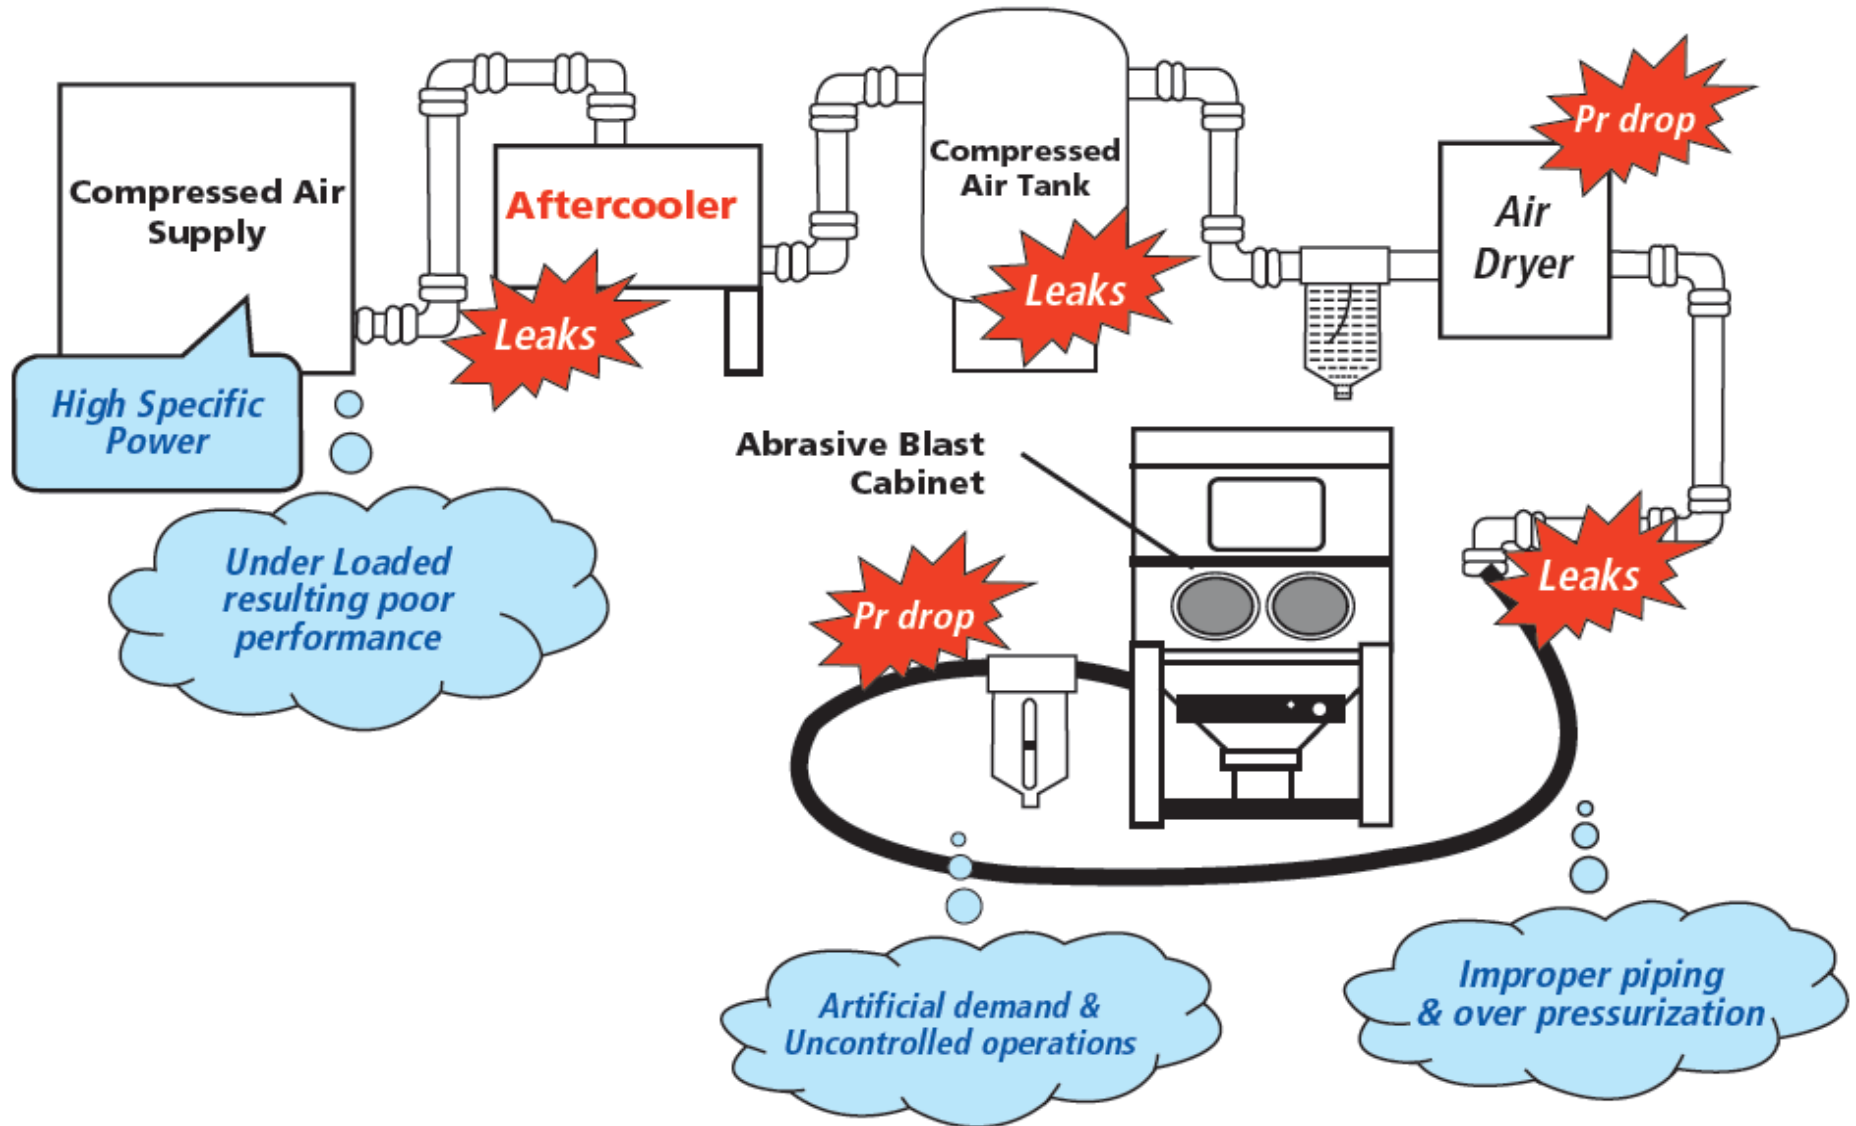 Compressed Air
Supply
Aftercooler
Compressed
Air Tank
Pr drop
Air
Dryer
Leaks
Leaks
High Specific
Power
Abrasive Blast
Cabinet
Under Loaded
resulting poor
performance
Pr drop
Leaks
Artificial demand &
Uncontrolled operations
Improper piping
& over pressurization